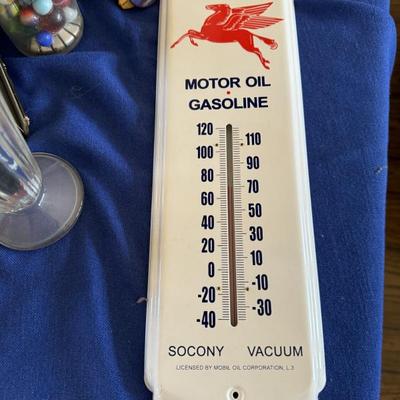 MOTOR OIL
GASOLINE
120 110
100 90
80 70
60 50
40 30
20 10
0 -10
-20 -30
-40
SOCONY VACUUM
LICENSED BY MOBIL OIL CORPORATION, L.3